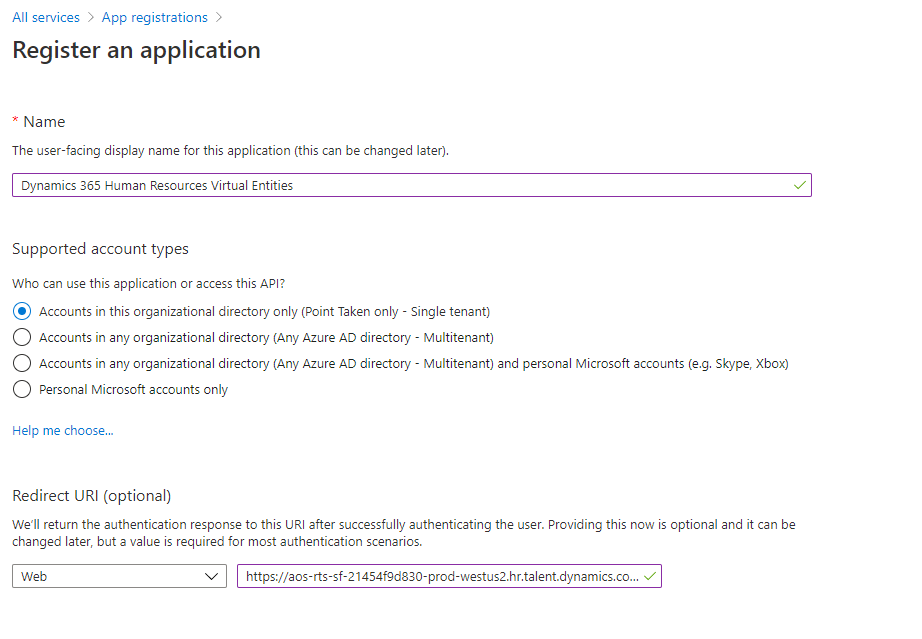 All services > App registrations >
Register an application
* Name
The user-facing display name for this application (this can be changed later).
Dynamics 365 Human Resources Virtual Entities
Supported account types
Who can use this application or access this API?
Accounts in this organizational directory only (Point Taken only - Single tenant)
Accounts in any organizational directory (Any Azure AD directory - Multitenant)
Accounts in any organizational directory (Any Azure AD directory - Multitenant) and personal Microsoft accounts (e.g. Skype, Xbox)
Personal Microsoft accounts only
Help me choose...
Redirect URI (optional)
We'll return the authentication response to this URI after successfully authenticating the user. Providing this now is optional and it can be
changed later, but a value is required for most authentication scenarios.
Web https://aos-rts-sf-21454f9d830-prod-westus2.hr.talent.dynamics.co...